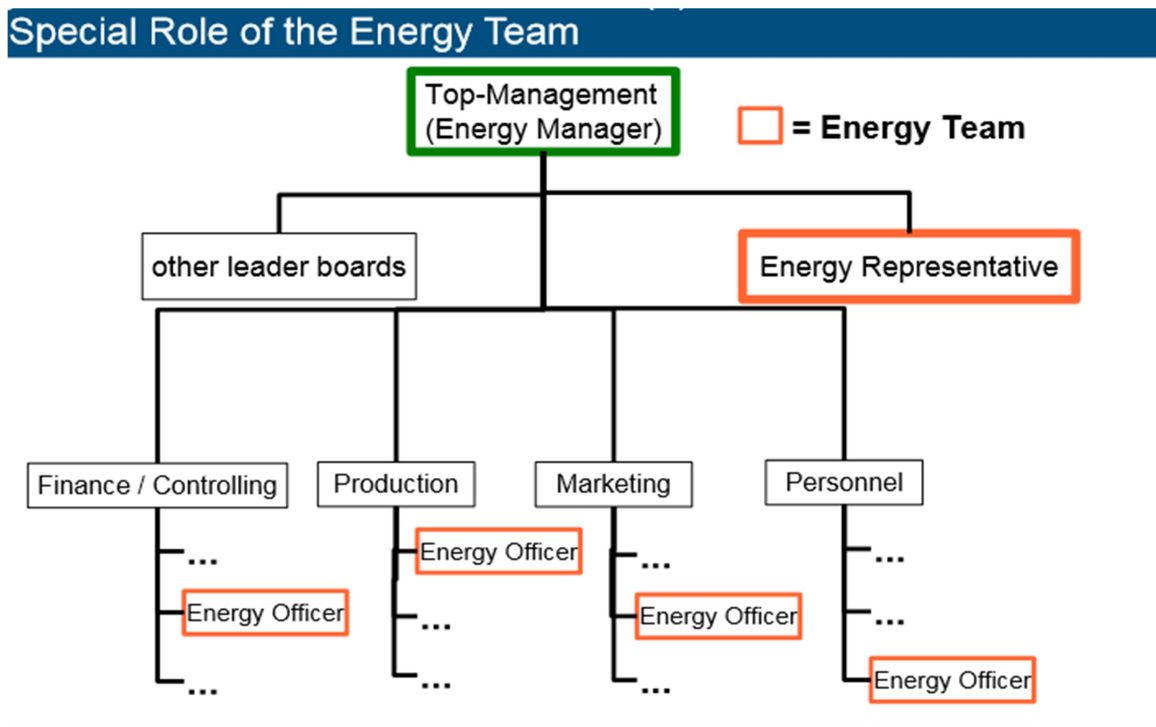 Special Role of the Energy Team
Top-Management
(Energy Manager)
= Energy Team
other leader boards
Energy Representative
Finance / Controlling
Production
Marketing
Personnel
...
Energy Officer
...
Energy Officer
...
...
...
Energy Officer
...
...
...
Energy Officer